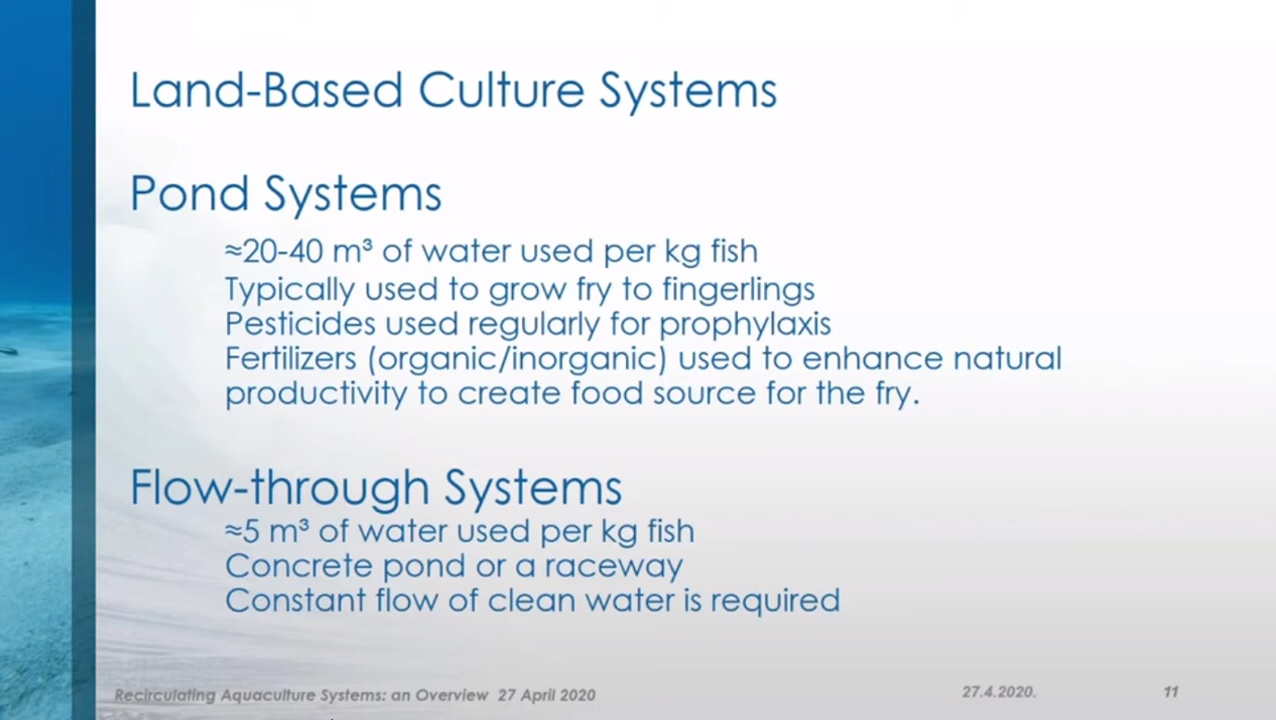 Land-Based Culture Systems
Pond Systems
≈20-40 m³ of water used per kg fish
Typically used to grow fry to fingerlings
Pesticides used regularly for prophylaxis
Fertilizers (organic/inorganic) used to enhance natural
productivity to create food source for the fry.
Flow-through Systems
≈5 m³ of water used per kg fish
Concrete pond or a raceway
Constant flow of clean water is required
Recirculating Aquaculture Systems: an Overview 27 April 2020
27.4.2020.
11